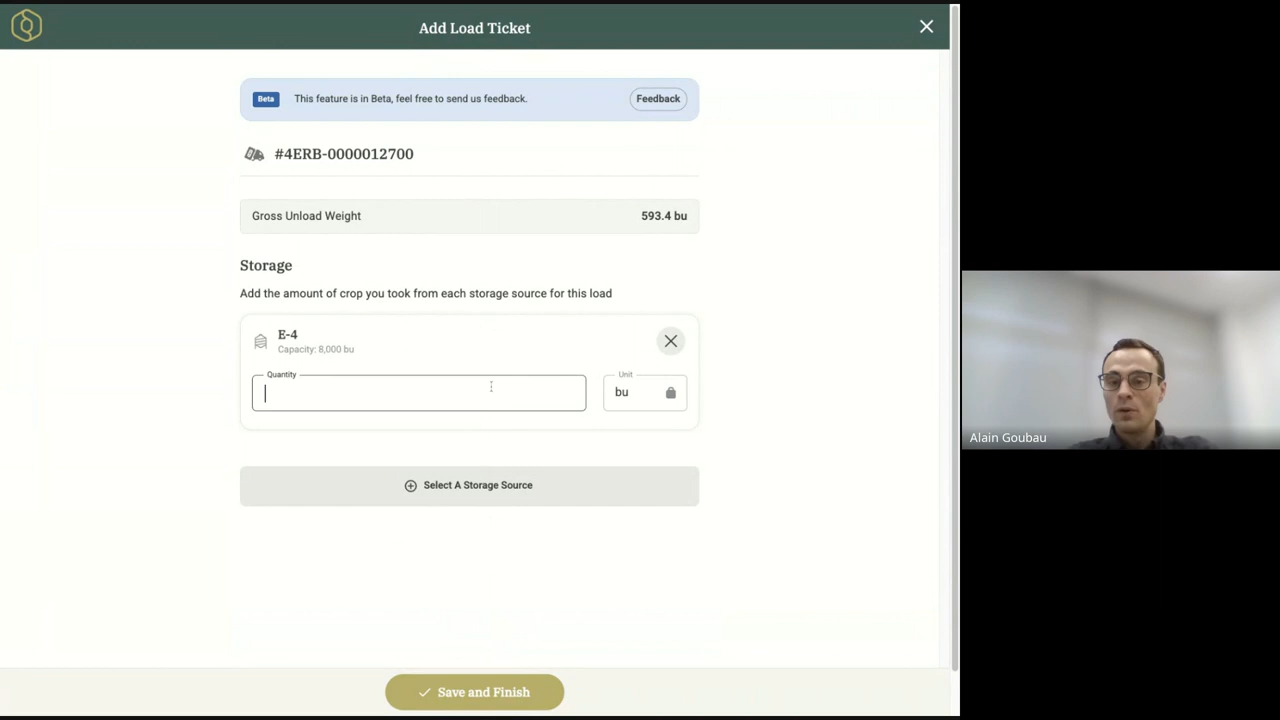 Add Load Ticket
Beta This feature is in Beta, feel free to send us feedback. Feedback
#4ERB-0000012700
Gross Unload Weight 593.4 bu
Storage
Add the amount of crop you took from each storage source for this load
E-4
Capacity: 8,000 bu
Quantity
Unit
bu
Select A Storage Source
Save and Finish
Alain Goubau